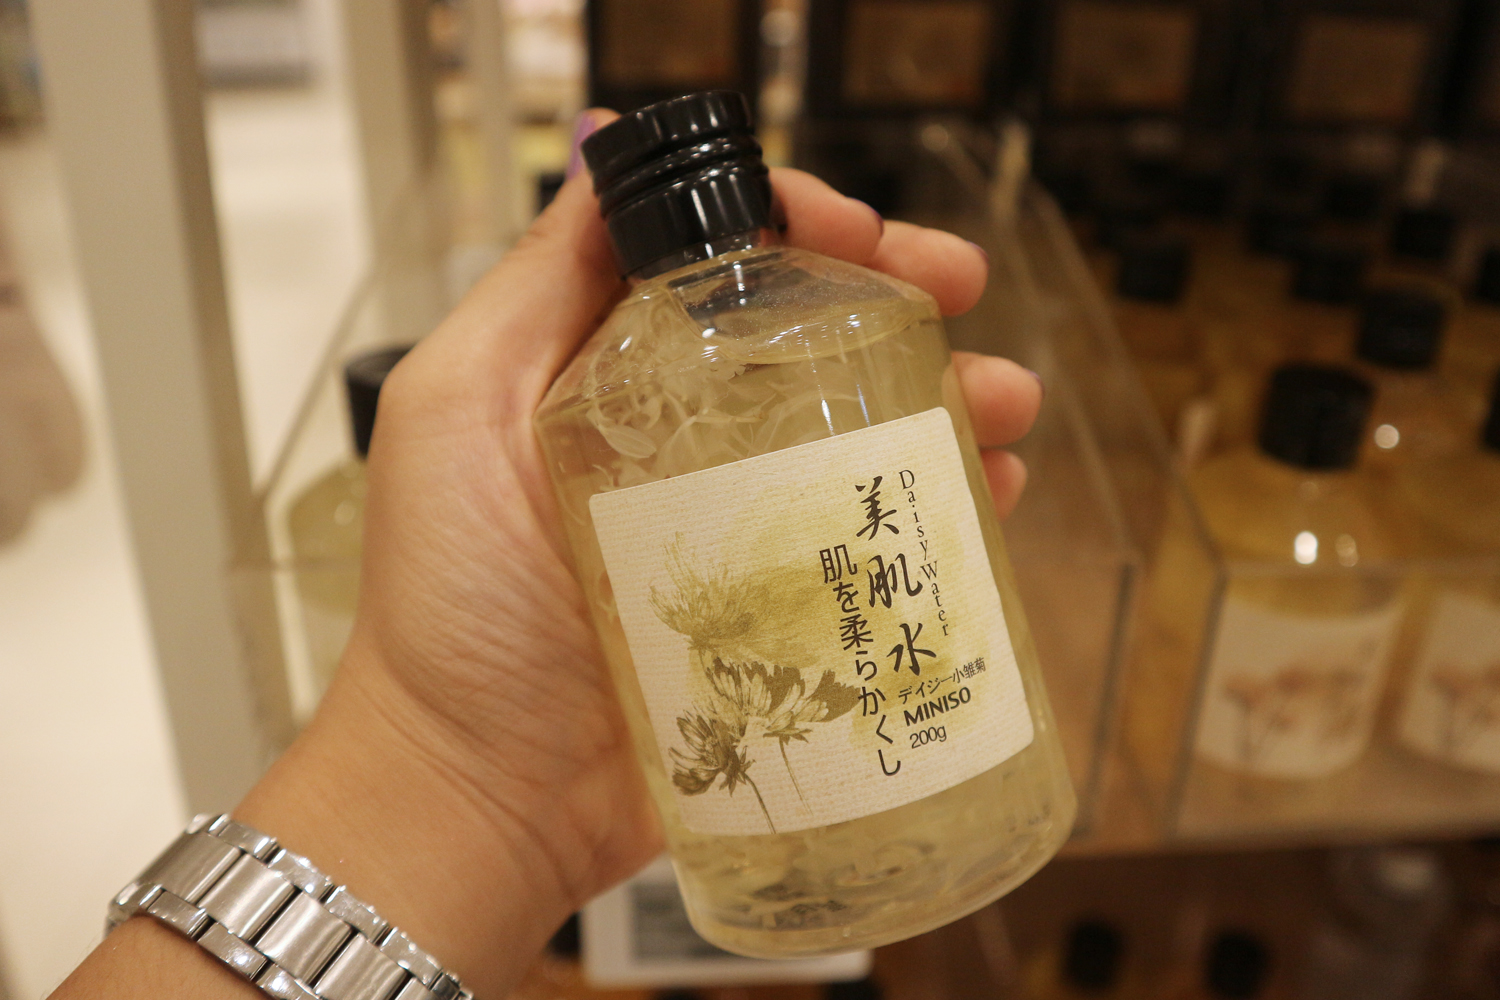 Daisy Water
美肌水
肌を柔らかくし
デイジー小雏菊
MINISO
200g